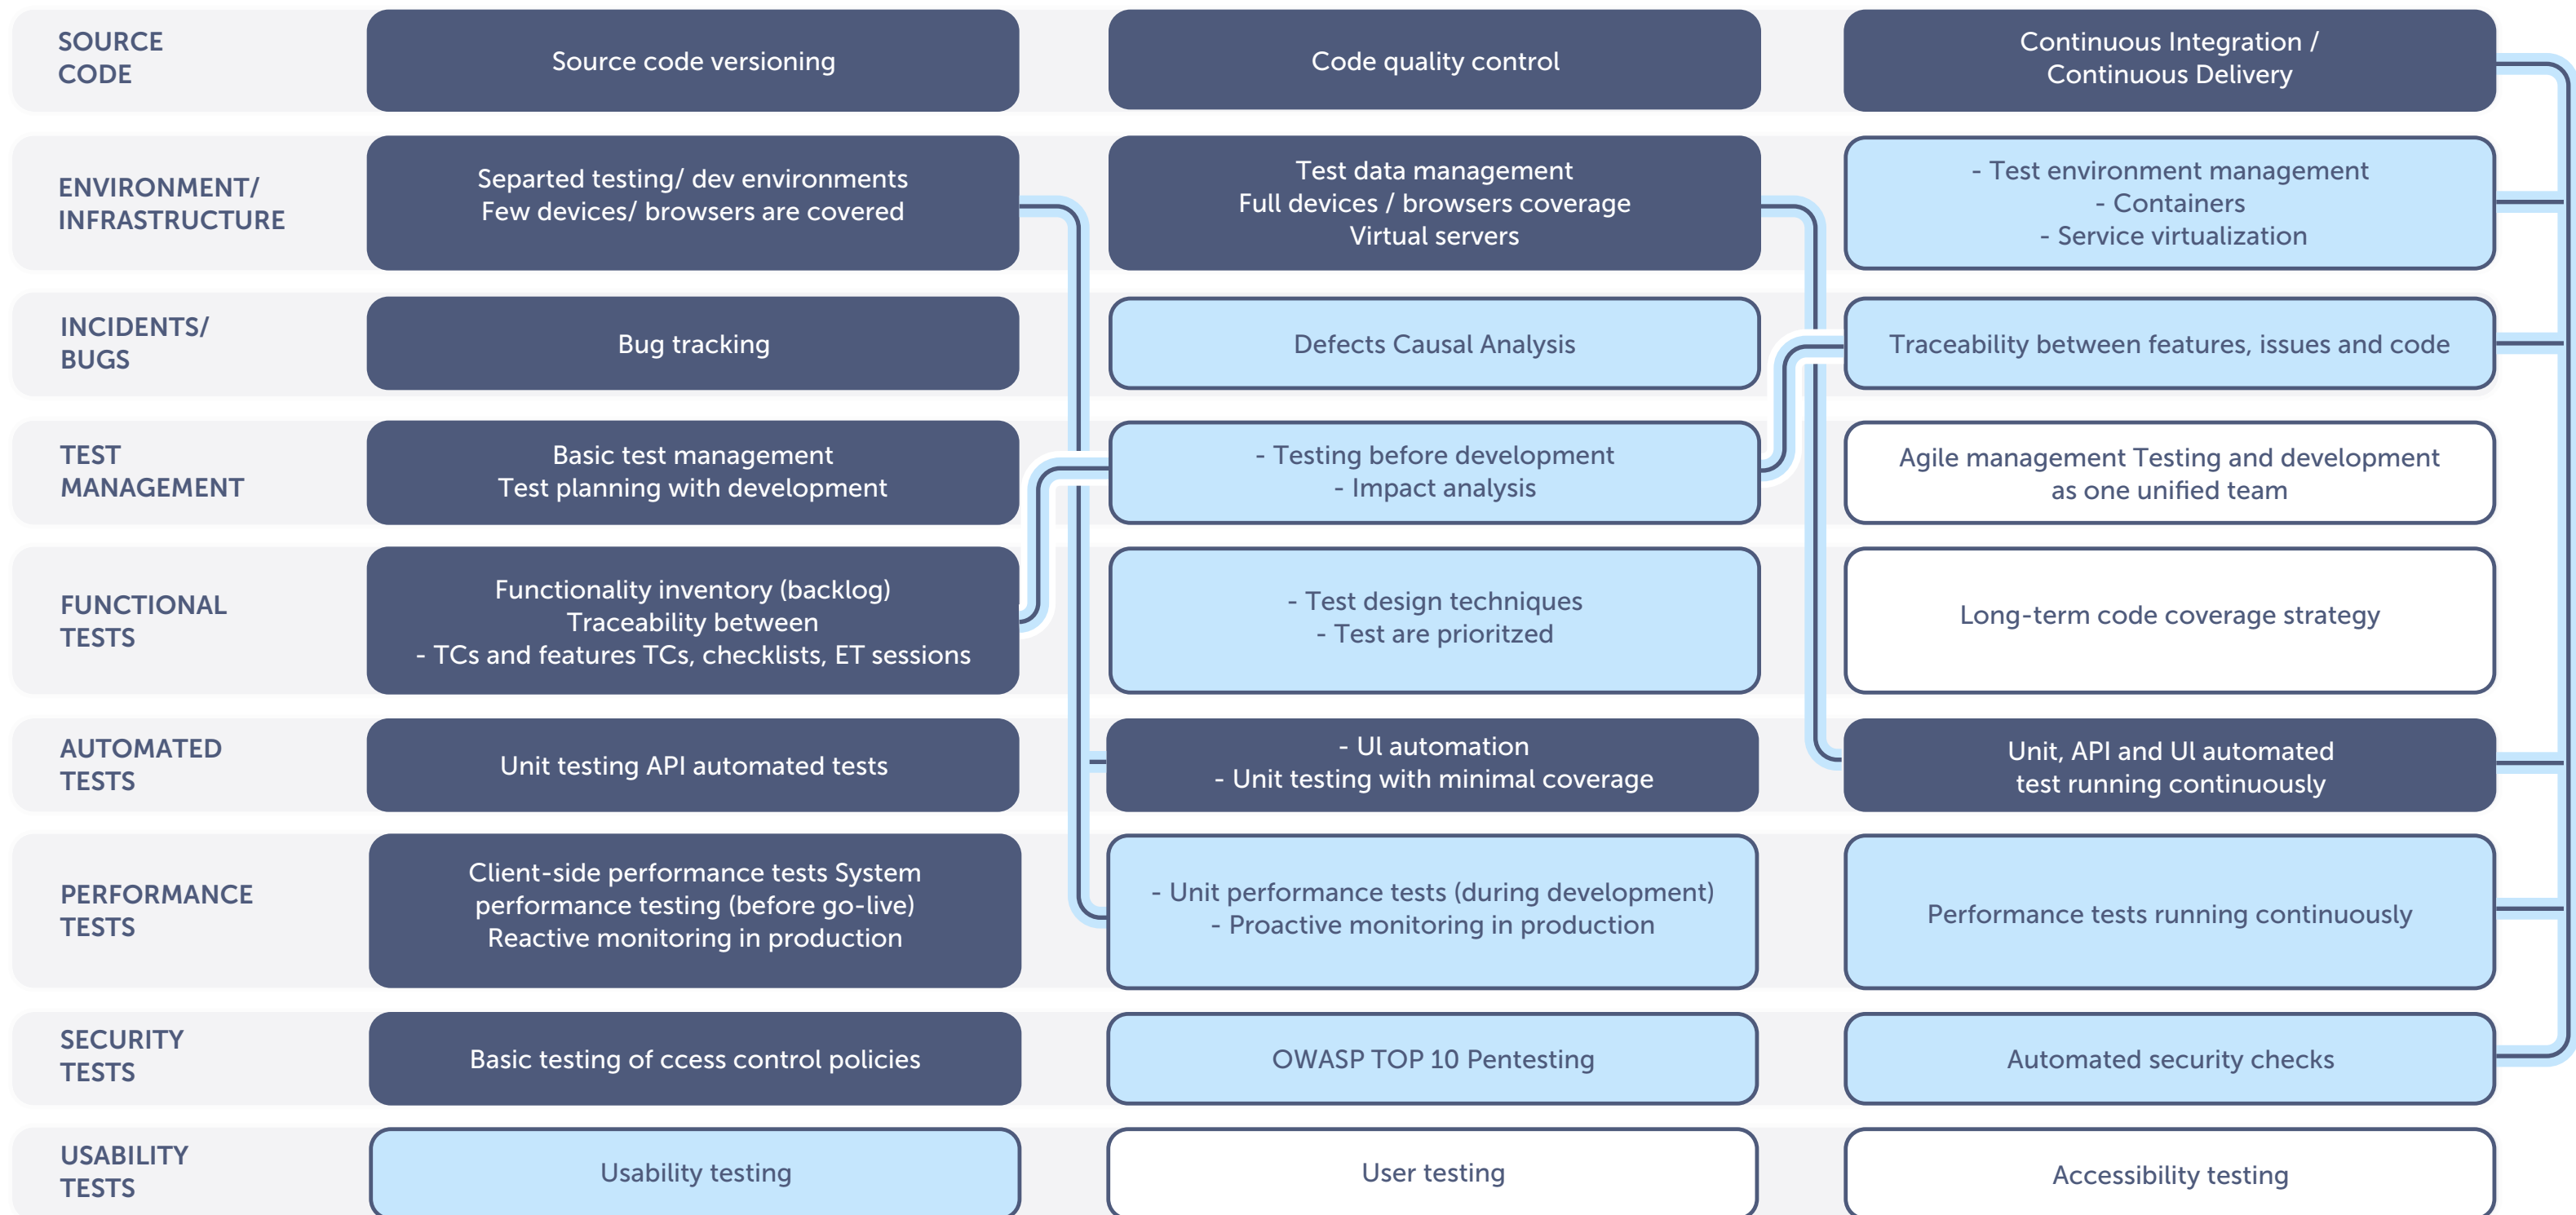 SOURCE
CODE
Source code versioning
Code quality control
Continuous Integration /
Continuous Delivery
ENVIRONMENT/
INFRASTRUCTURE
Separted testing/ dev environments
Few devices/ browsers are covered
Test data management
Full devices / browsers coverage
Virtual servers
- Test environment management
- Containers
- Service virtualization
INCIDENTS/
BUGS
Bug tracking
Defects Causal Analysis
Traceability between features, issues and code
TEST
MANAGEMENT
Basic test management
Test planning with development
- Testing before development
- Impact analysis
Agile management Testing and development
as one unified team
FUNCTIONAL
TESTS
Functionality inventory (backlog)
Traceability between
- TCs and features TCs, checklists, ET sessions
- Test design techniques
- Test are prioritzed
Long-term code coverage strategy
AUTOMATED
TESTS
Unit testing API automated tests
- UI automation
- Unit testing with minimal coverage
Unit, API and UI automated
test running continuously
PERFORMANCE
TESTS
Client-side performance tests System
performance testing (before go-live)
Reactive monitoring in production
- Unit performance tests (during development)
- Proactive monitoring in production
Performance tests running continuously
SECURITY
TESTS
Basic testing of ccess control policies
OWASP TOP 10 Pentesting
Automated security checks
USABILITY
TESTS
Usability testing
User testing
Accessibility testing